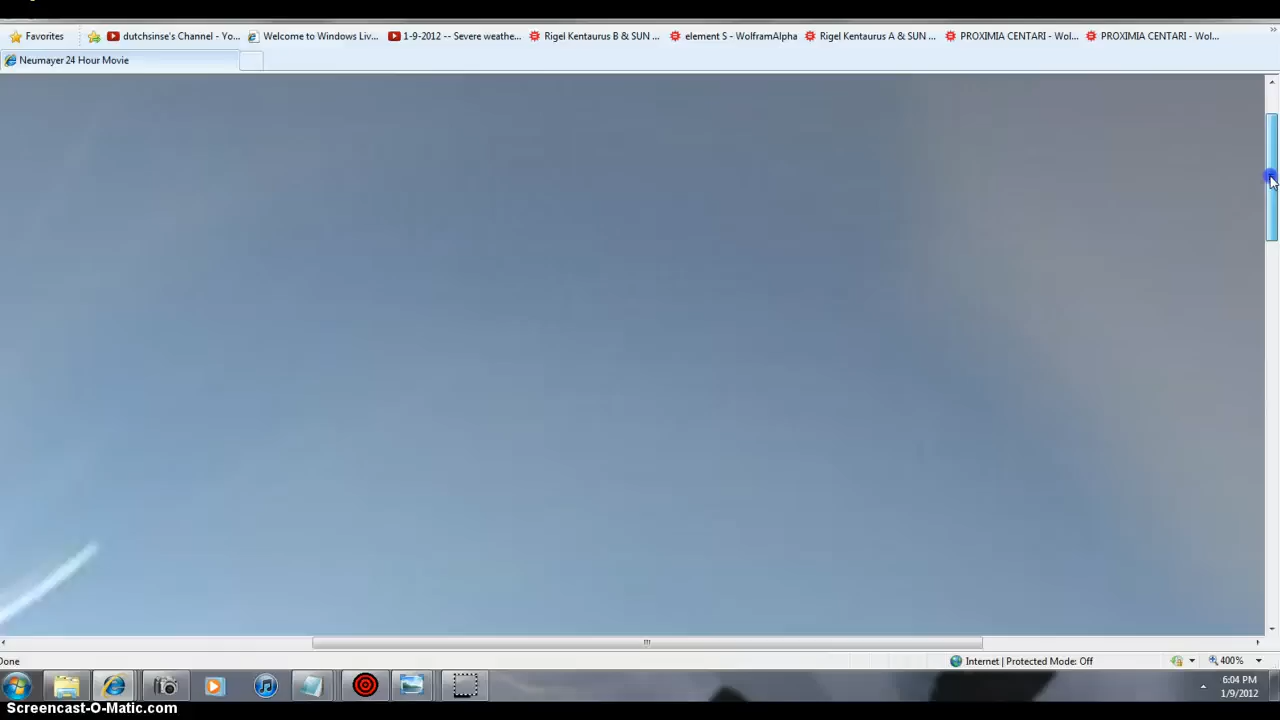 Favorites dutchsinse's Channel - Yo... Welcome to Windows Liv... 1-9-2012 -- Severe weathe... Rigel Kentaurus B & SUN ... element S - WolframAlpha Rigel Kentaurus A & SUN ... PROXIMIA CENTARI - Wol... PROXIMIA CENTARI - Wol... »
Neumayer 24 Hour Movie
Done Internet | Protected Mode: Off 400%
6:04 PM
1/9/2012
Screencast-O-Matic.com